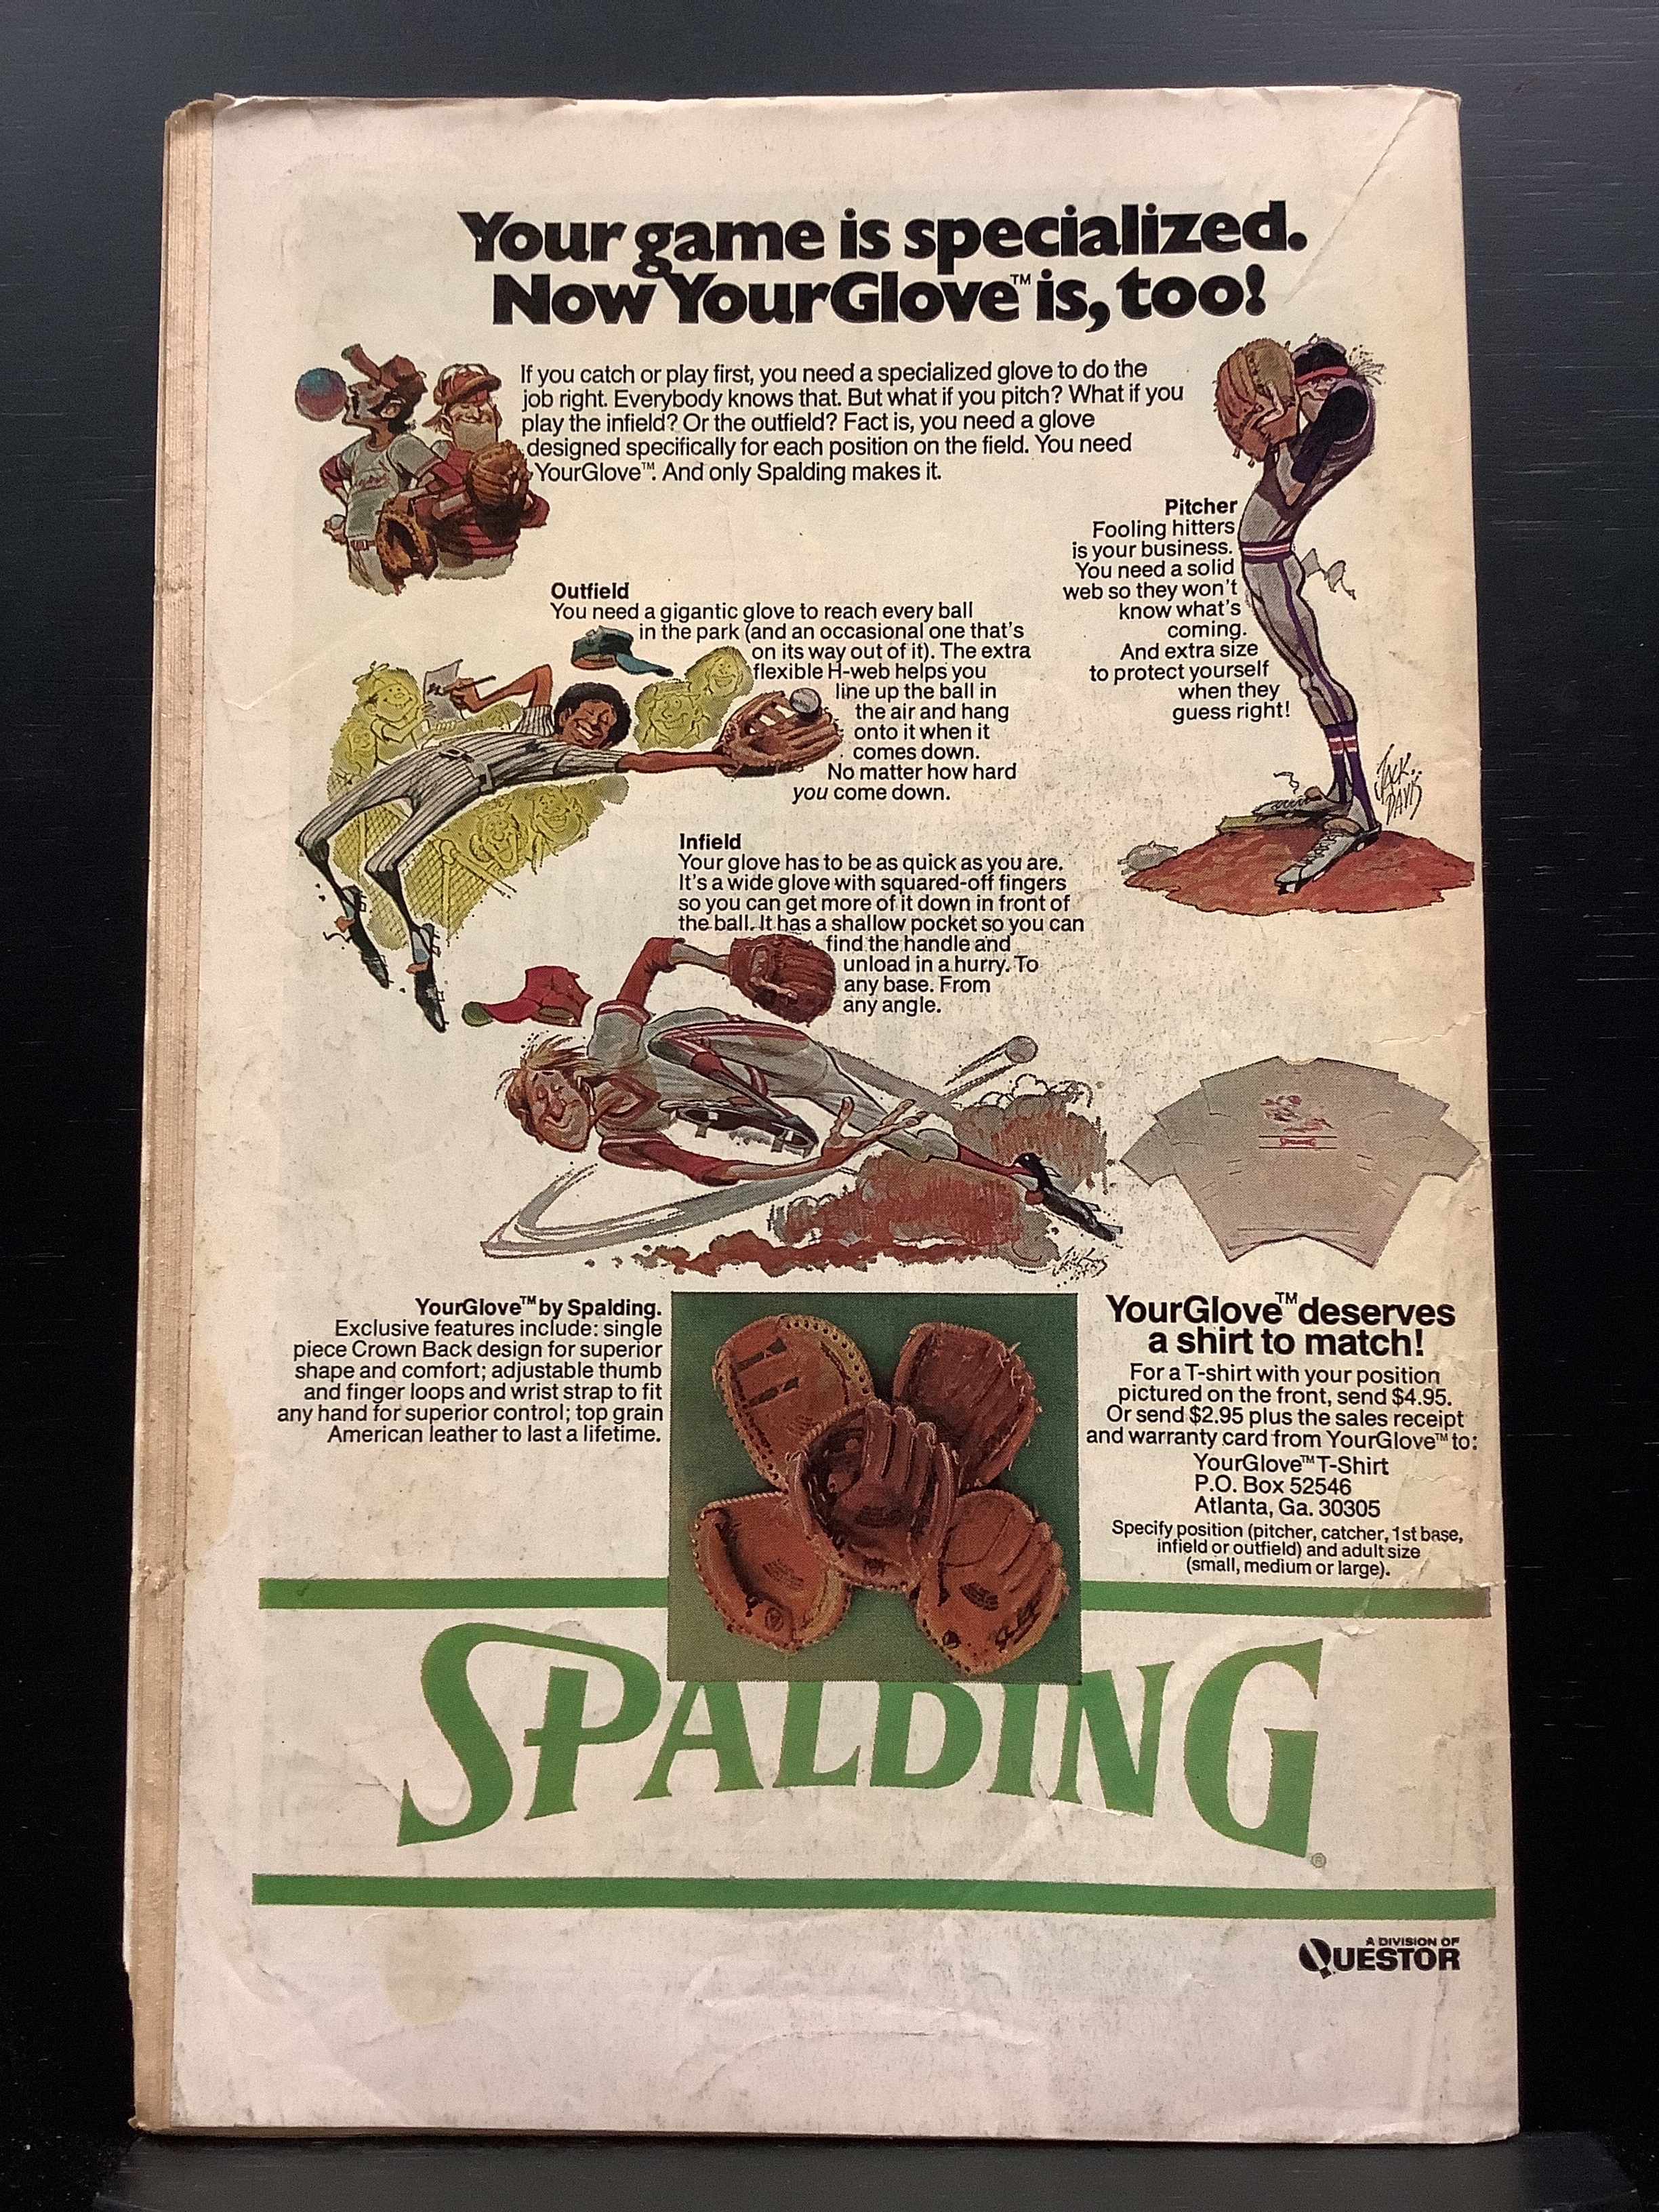 Your game is specialized.
Now YourGlove™ is, too!
If you catch or play first, you need a specialized glove to do the
job right. Everybody knows that. But what if you pitch? What if you
play the infield? Or the outfield? Fact is, you need a glove
designed specifically for each position on the field. You need
YourGlove™. And only Spalding makes it.
Pitcher
Fooling hitters
is your business.
You need a solid
web so they won't
know what's
coming.
And extra size
to protect yourself
when they
guess right!
JACK DAVIS
Outfield
You need a gigantic glove to reach every ball
in the park (and an occasional one that's
on its way out of it). The extra
flexible H-web helps you
line up the ball in
the air and hang
onto it when it
comes down.
No matter how hard
you come down.
Infield
Your glove has to be as quick as you are.
It's a wide glove with squared-off fingers
so you can get more of it down in front of
the ball. It has a shallow pocket so you can
find the handle and
unload in a hurry. To
any base. From
any angle.
SPALDING
YourGlove™ by Spalding.
Exclusive features include: single
piece Crown Back design for superior
shape and comfort; adjustable thumb
and finger loops and wrist strap to fit
any hand for superior control; top grain
American leather to last a lifetime.
YourGlove™ deserves
a shirt to match!
For a T-shirt with your position
pictured on the front, send $4.95.
Or send $2.95 plus the sales receipt
and warranty card from YourGlove™ to:
YourGlove™ T-Shirt
P.O. Box 52546
Atlanta, Ga. 30305
Specify position (pitcher, catcher, 1st base,
infield or outfield) and adult size
(small, medium or large).
SPALDING®
A DIVISION OF
QUESTOR